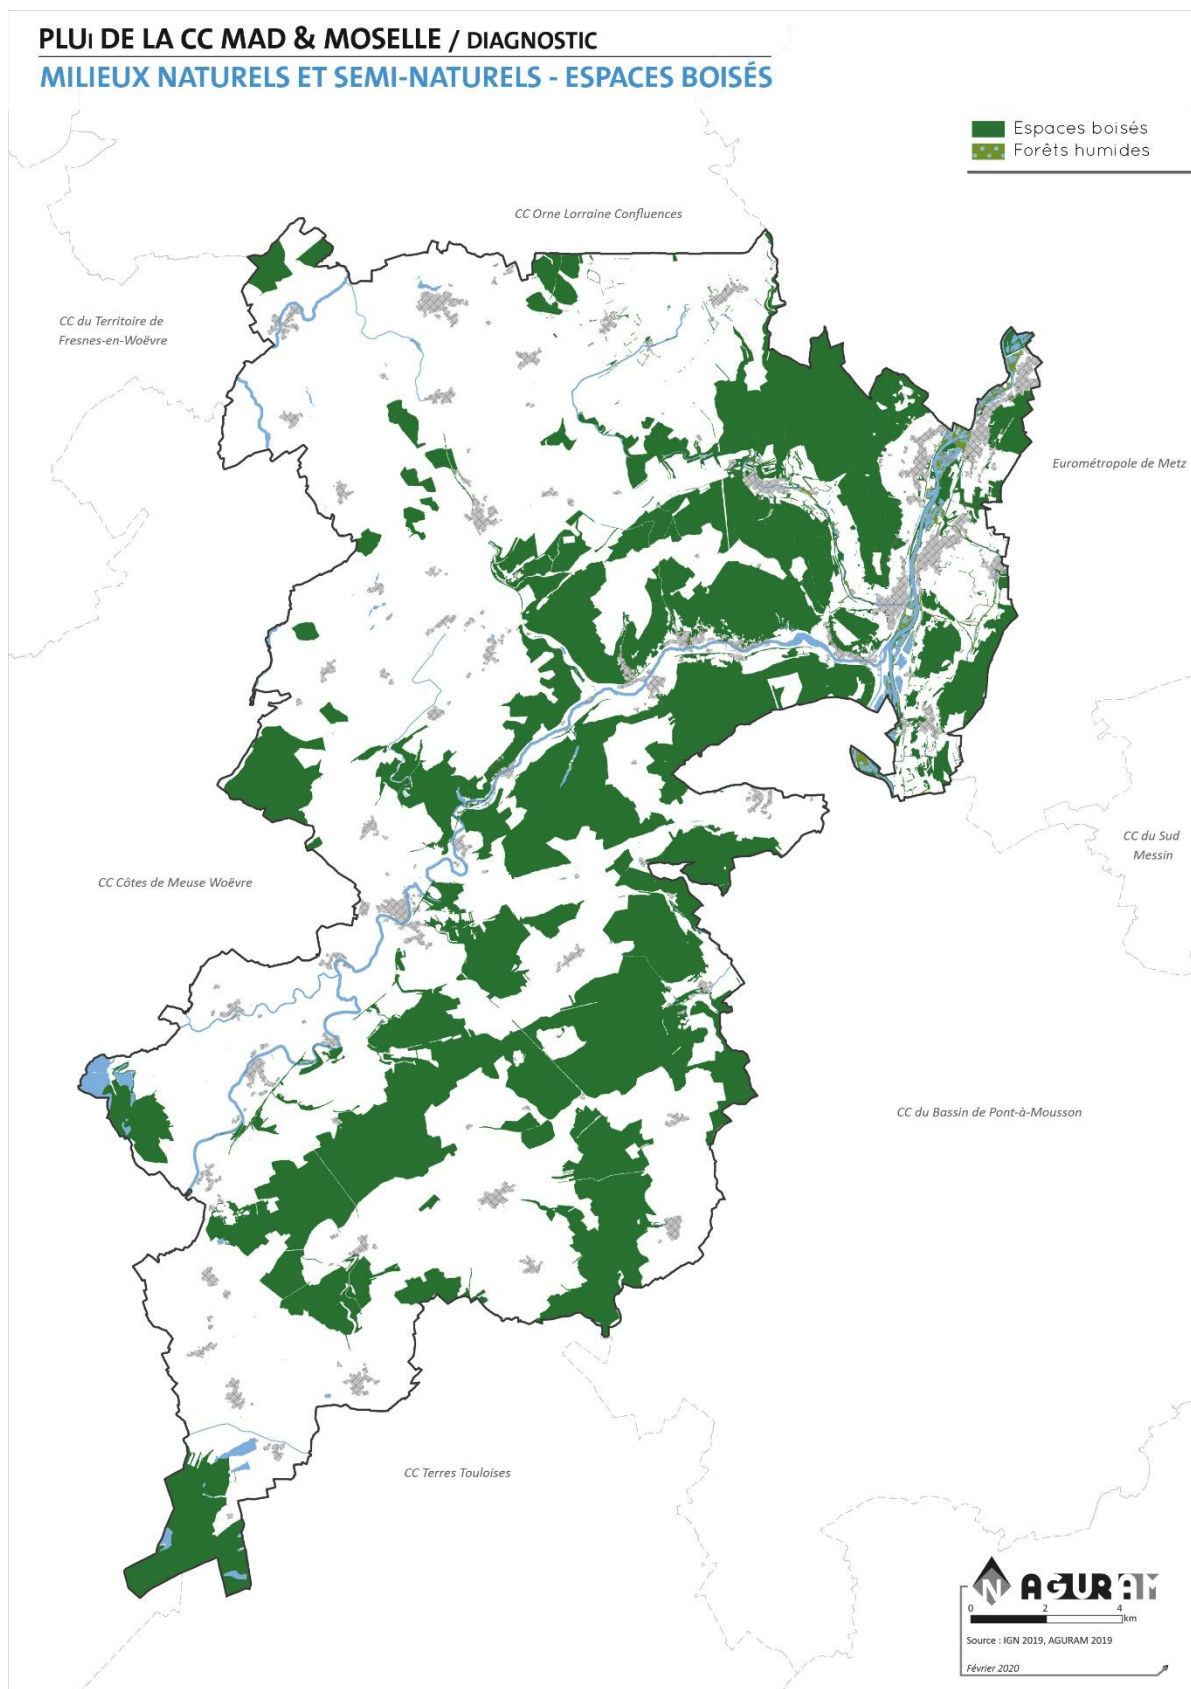 PLUi DE LA CC MAD & MOSELLE / DIAGNOSTIC
MILIEUX NATURELS ET SEMI-NATURELS - ESPACES BOISÉS
Espaces boisés
Forêts humides
CC Orne Lorraine Confluences
CC du Territoire de
Fresnes-en-Woëvre
Eurométropole de Metz
CC du Sud
Messin
CC Côtes de Meuse Woëvre
CC du Bassin de Pont-à-Mousson
CC Terres Touloises
N AGURAM
0 2 4
km
Source : IGN 2019, AGURAM 2019
Février 2020